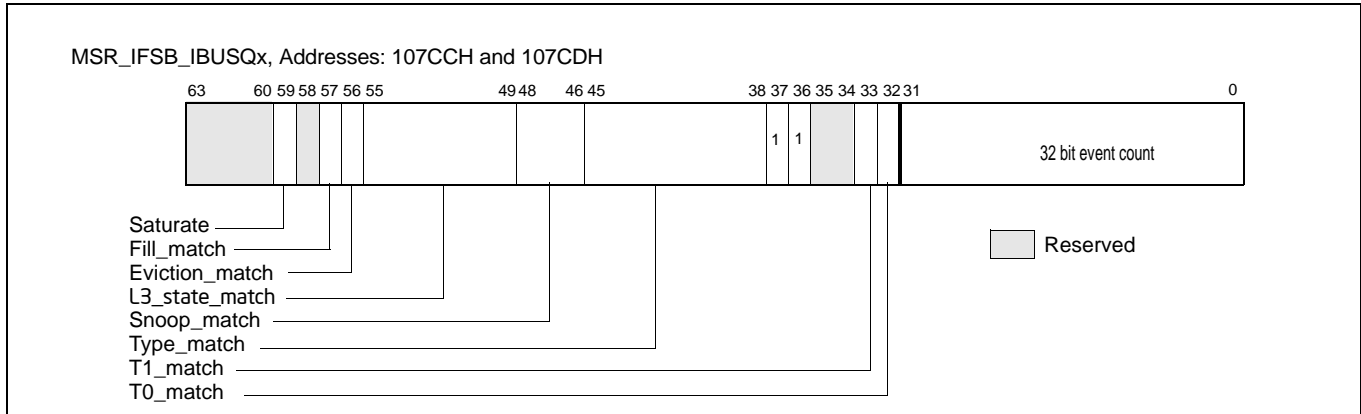 MSR_IFSB_IBUSQx, Addresses: 107CCH and 107CDH
63 60 59 58 57 56 55 49 48 46 45 38 37 36 35 34 33 32 31 0
1 1 32 bit event count
Saturate
Fill_match
Eviction_match
L3_state_match
Snoop_match
Type_match
T1_match
T0_match
Reserved